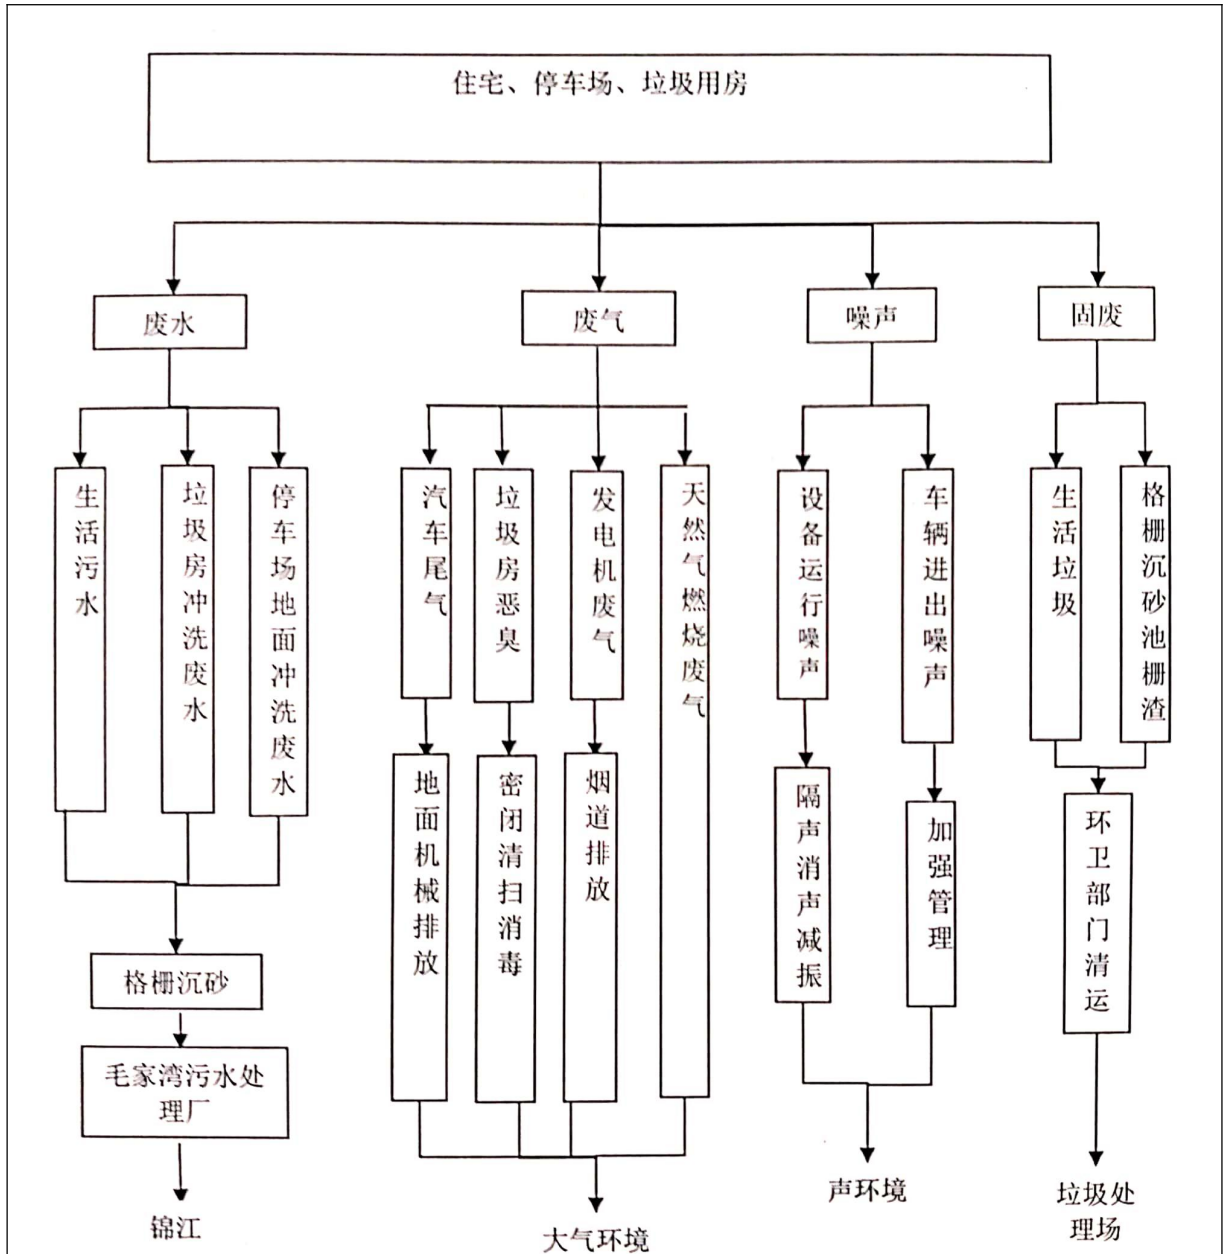 住宅、停车场、垃圾用房
废水
废气
噪声
固废
生活污水
垃圾房冲洗废水
停车场地面冲洗废水
汽车尾气
垃圾房恶臭
发电机废气
天然气燃烧废气
设备运行噪声
车辆进出噪声
生活垃圾
格栅沉砂池栅渣
地面机械排放
密闭清扫消毒
烟道排放
隔声消声减振
加强管理
环卫部门清运
格栅沉砂
毛家湾污水处
理厂
锦江
大气环境
声环境
垃圾处
理场